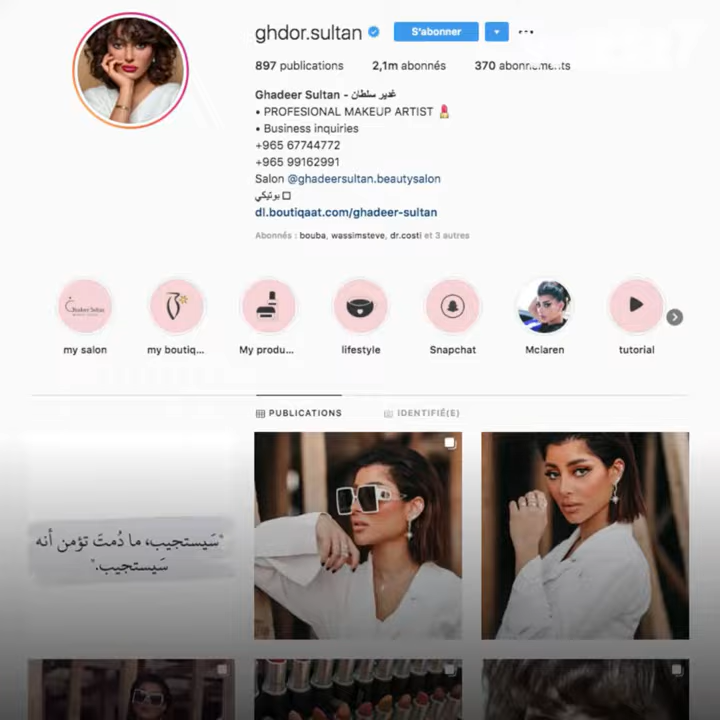 ghdor.sultan
S'abonner
897 publications 2,1m abonnés 370 abonnements
Ghadeer Sultan - غدير سلطان
• PROFESIONAL MAKEUP ARTIST 💄
• Business inquiries
+965 67744772
+965 99162991
Salon @ghadeersultan.beautysalon
بوتيكي
dl.boutiqaat.com/ghadeer-sultan
Abonnés : bouba, wassimsteve, dr.costi et 3 autres
my salon my boutiq... My produ... lifestyle Snapchat Mclaren tutorial
PUBLICATIONS IDENTIFIÉ(E)
"سَيستجيب، ما دُمتَ تؤمن أنه
سَيستجيب."